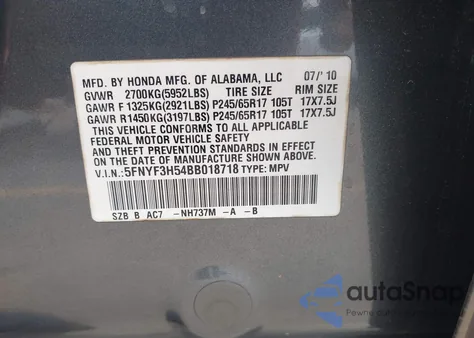 MFD. BY HONDA MFG. OF ALABAMA, LLC 07/'10
GVWR 2700KG(5952LBS) TIRE SIZE RIM SIZE
GAWR F 1325KG(2921LBS) P245/65R17 105T 17X7.5J
GAWR R 1450KG(3197LBS) P245/65R17 105T 17X7.5J
THIS VEHICLE CONFORMS TO ALL APPLICABLE
FEDERAL MOTOR VEHICLE SAFETY AND
THEFT PREVENTION STANDARDS IN EFFECT ON
THE DATE OF MANUFACTURE SHOWN ABOVE.
V.I.N.: 5FNYF3H54BB018718 TYPE: MPV
SZB B AC7 -NH737M -A -B
autoSnap